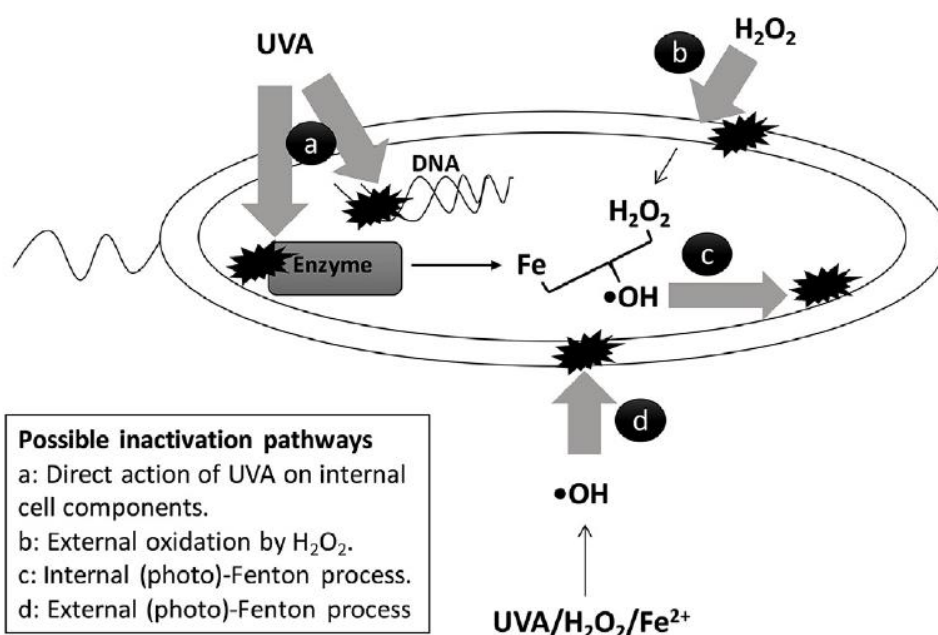 UVA
H₂O₂
b
a
DNA
H₂O₂
Enzyme
Fe
c
•OH
d
•OH
UVA/H₂O₂/Fe²⁺
Possible inactivation pathways
a: Direct action of UVA on internal
cell components.
b: External oxidation by H₂O₂.
c: Internal (photo)-Fenton process.
d: External (photo)-Fenton process